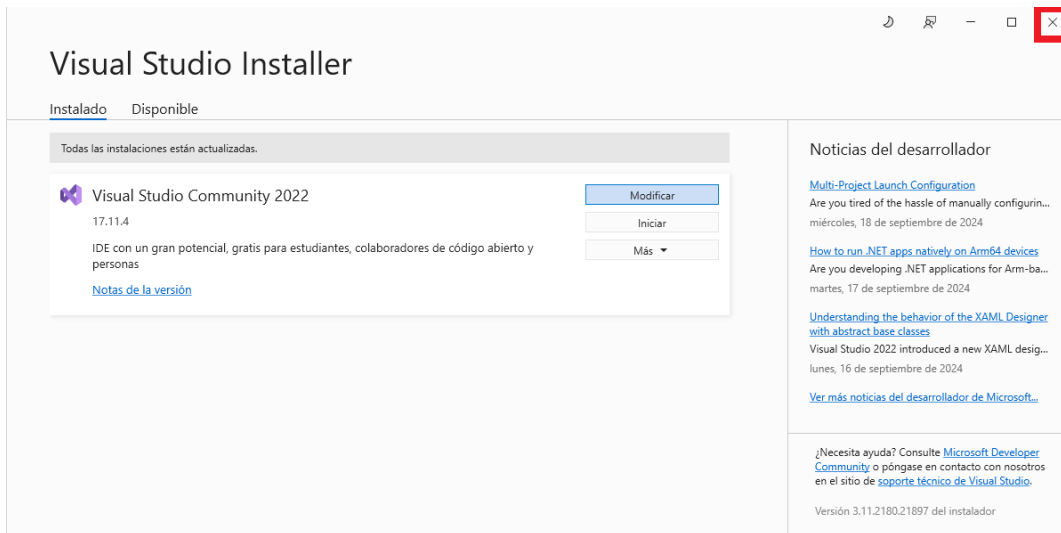 Visual Studio Installer
Instalado
Disponible
Todas las instalaciones están actualizadas.
Visual Studio Community 2022
17.11.4
IDE con un gran potencial, gratis para estudiantes, colaboradores de código abierto y
personas
Notas de la versión
Modificar
Iniciar
Más
Noticias del desarrollador
Multi-Project Launch Configuration
Are you tired of the hassle of manually configurin...
miércoles, 18 de septiembre de 2024
How to run .NET apps natively on Arm64 devices
Are you developing .NET applications for Arm-ba...
martes, 17 de septiembre de 2024
Understanding the behavior of the XAML Designer
with abstract base classes
Visual Studio 2022 introduced a new XAML desig...
lunes, 16 de septiembre de 2024
Ver más noticias del desarrollador de Microsoft...
¿Necesita ayuda? Consulte Microsoft Developer
Community o póngase en contacto con nosotros
en el sitio de soporte técnico de Visual Studio.
Versión 3.11.2180.21897 del instalador